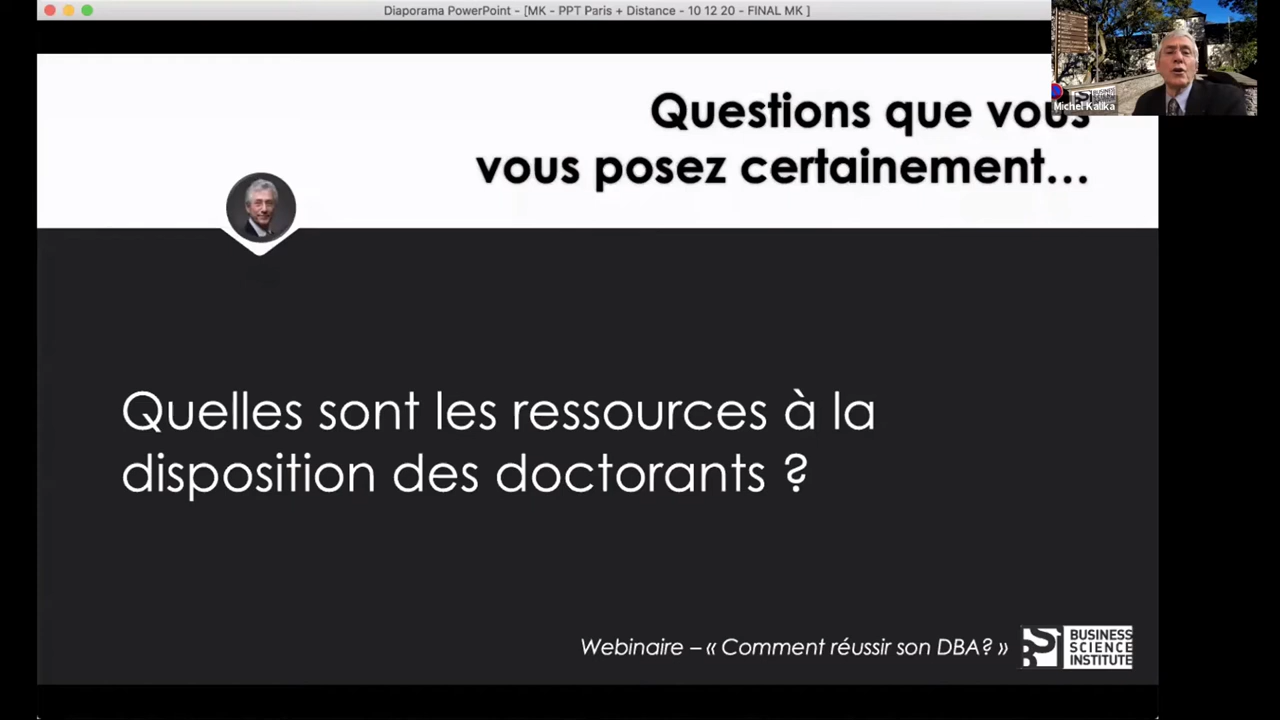 Diaporama PowerPoint - [MK - PPT Paris + Distance - 10 12 20 - FINAL MK ]
Michel Kalika
Questions que vous
vous posez certainement...
Quelles sont les ressources à la
disposition des doctorants ?
Webinaire – « Comment réussir son DBA? »
BUSINESS
SCIENCE
INSTITUTE